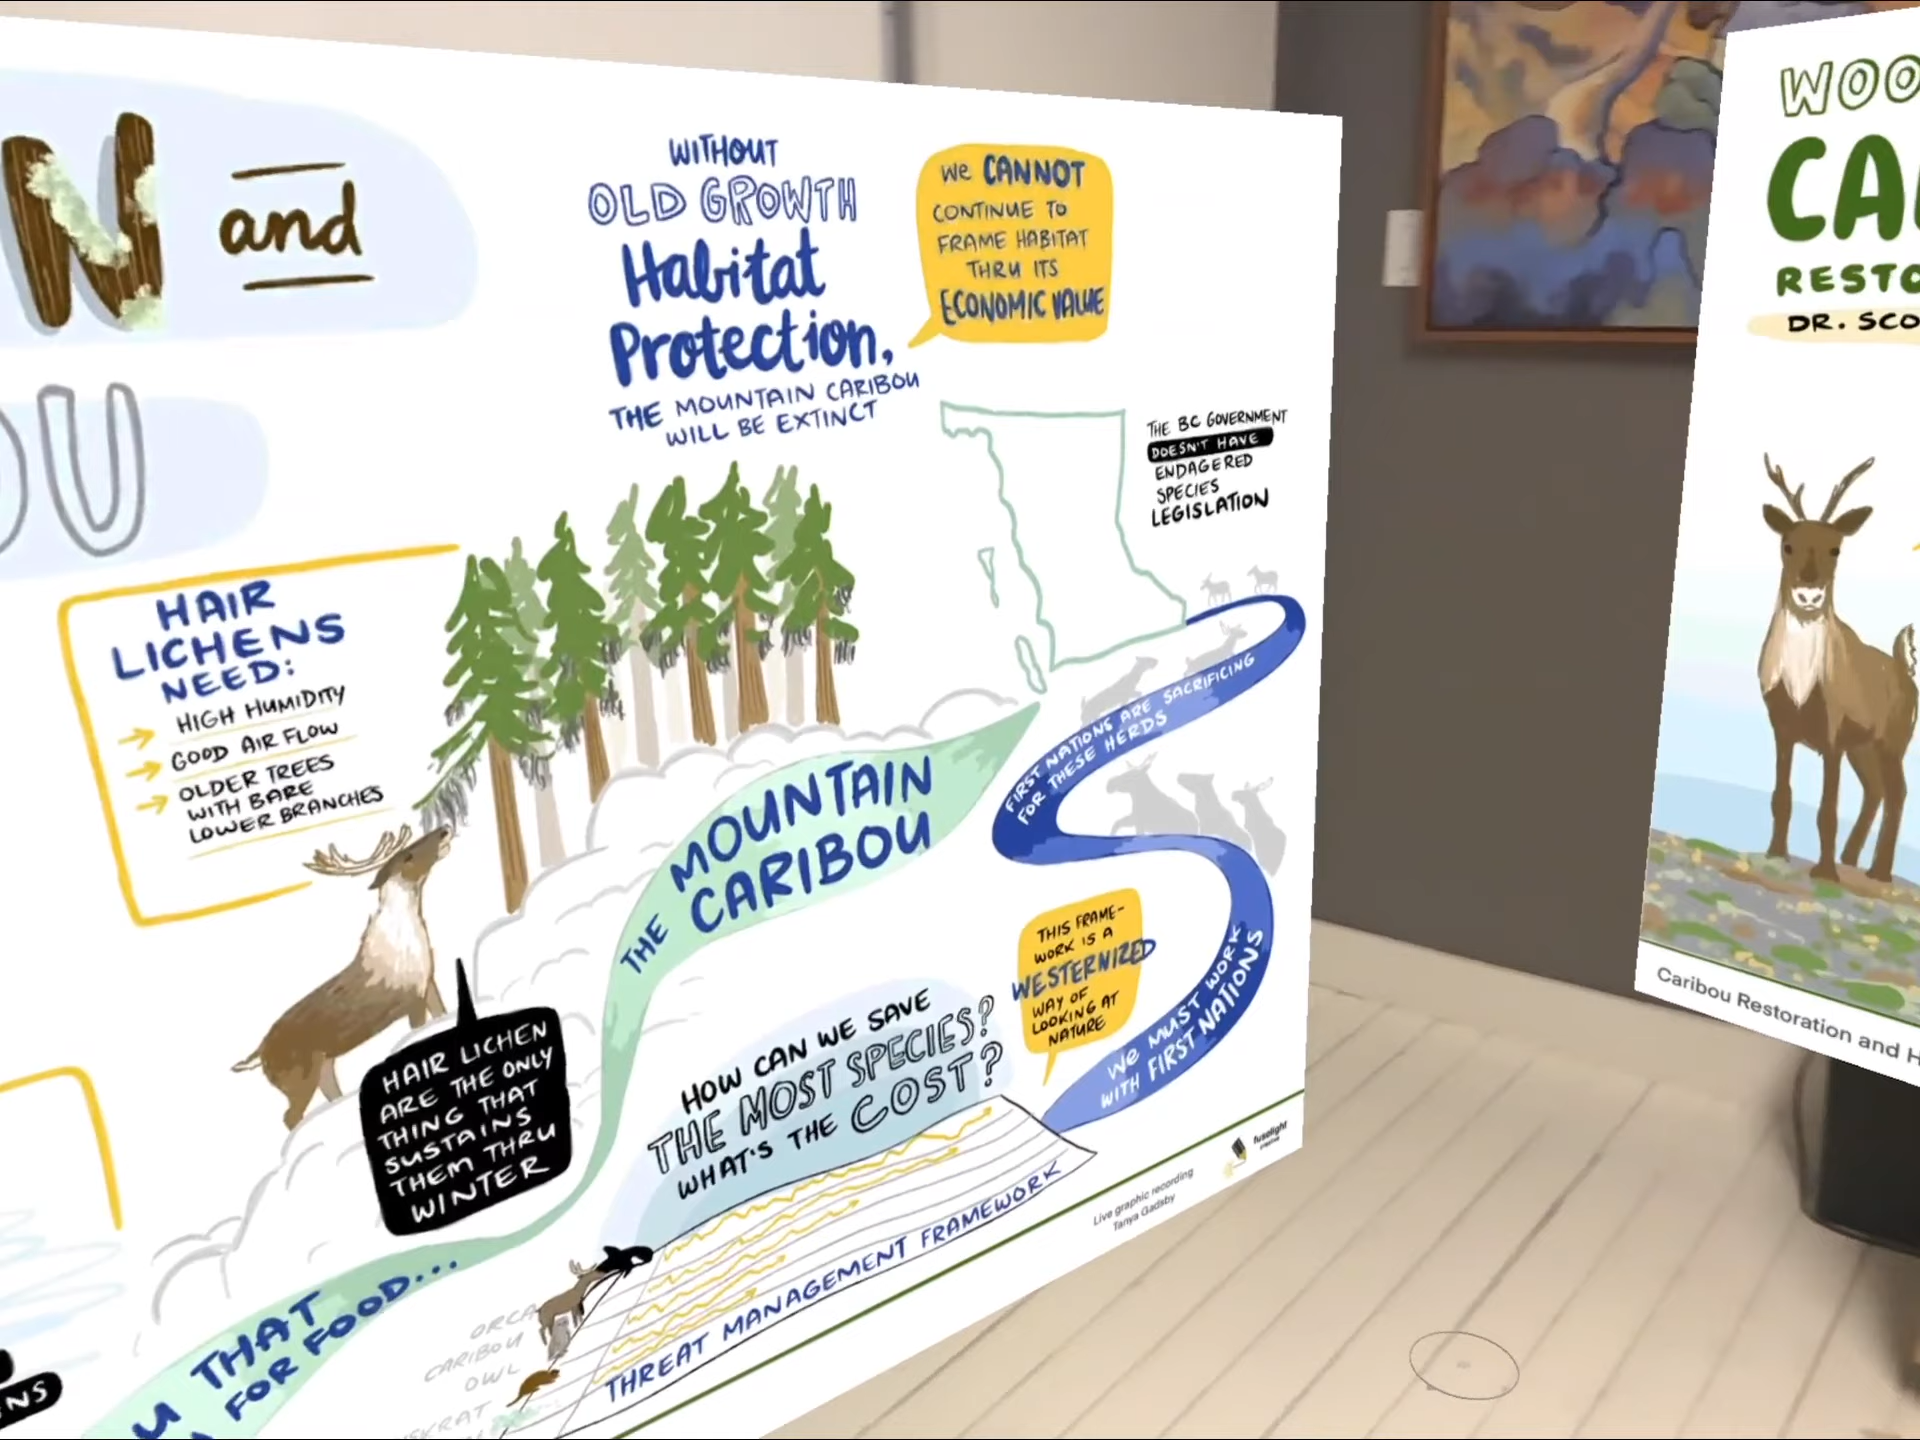 and
WITHOUT
OLD GROWTH
Habitat
Protection,
THE MOUNTAIN CARIBOU
WILL BE EXTINCT
We CANNOT
CONTINUE TO
FRAME HABITAT
THRU ITS
ECONOMIC VALUE
THE BC GOVERNMENT
DOESN'T HAVE
ENDAGERED
SPECIES
LEGISLATION
HAIR
LICHENS
NEED:
HIGH HUMIDITY
GOOD AIR FLOW
OLDER TREES
WITH BARE
LOWER BRANCHES
HAIR LICHEN
ARE THE ONLY
THING THAT
SUSTAINS
THEM THRU
WINTER
THE MOUNTAIN
CARIBOU
FIRST NATIONS ARE SACRIFICING
FOR THESE HERDS
THIS FRAME-
WORK IS A
WESTERNIZED
WAY OF
LOOKING AT
NATURE
WE MUST WORK
WITH FIRST NATIONS
HOW CAN WE SAVE
THE MOST SPECIES?
WHAT'S THE COST?
THREAT MANAGEMENT FRAMEWORK
ORCA
CARIBOU
OWL
THAT
FOR FOOD...
Live graphic recording
Tanya Gadsby
fuselight
creative
WOO
CA
RESTO
DR. SCO
Caribou Restoration and H